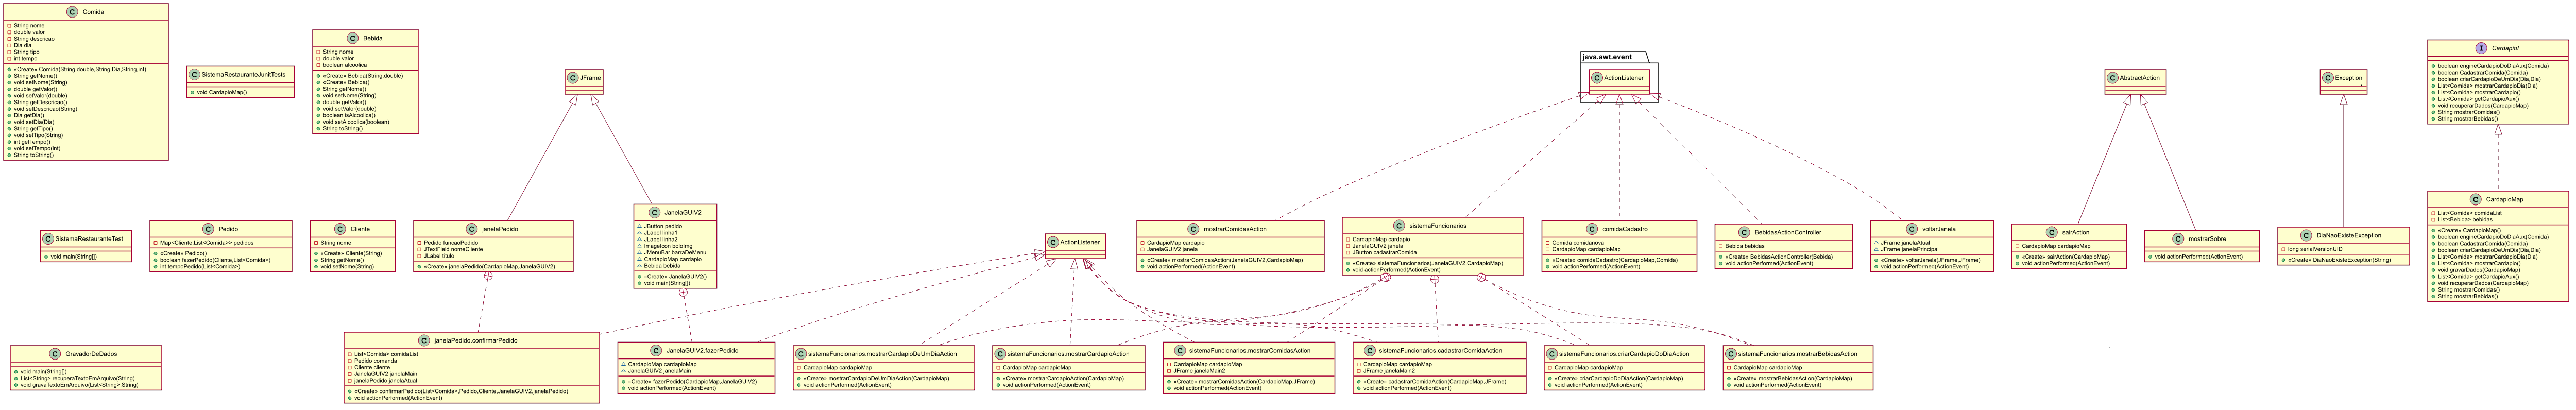 Comida
String nome
double valor
String descricao
Dia dia
String tipo
int tempo
«Create» Comida(String,double,String,Dia,String,int)
String getNome()
void setNome(String)
double getValor()
void setValor(double)
String getDescricao()
void setDescricao(String)
Dia getDia()
void setDia(Dia)
String getTipo()
void setTipo(String)
int getTempo()
void setTempo(int)
String toString()
SistemaRestauranteJunitTests
void CardapioMap()
Bebida
String nome
double valor
boolean alcoolica
«Create» Bebida(String,double)
«Create» Bebida()
String getNome()
void setNome(String)
double getValor()
void setValor(double)
boolean isAlcoolica()
void setAlcoolica(boolean)
String toString()
JFrame
java.awt.event
ActionListener
AbstractAction
Exception
CardapioI
boolean engineCardapioDoDiaAux(Comida)
boolean CadastrarComida(Comida)
boolean criarCardapioDeUmDia(Dia,Dia)
List<Comida> mostrarCardapioDia(Dia)
List<Comida> mostrarCardapio()
List<Comida> getCardapioAux()
void recuperarDados(CardapioMap)
String mostrarComidas()
String mostrarBebidas()
SistemaRestauranteTest
void main(String[])
Pedido
Map<Cliente,List<Comida>> pedidos
«Create» Pedido()
boolean fazerPedido(Cliente,List<Comida>)
int tempoPedido(List<Comida>)
Cliente
String nome
«Create» Cliente(String)
String getNome()
void setNome(String)
janelaPedido
Pedido funcaoPedido
JTextField nomeCliente
JLabel titulo
«Create» janelaPedido(CardapioMap,JanelaGUIV2)
JanelaGUIV2
JButton pedido
JLabel linha1
JLabel linha2
ImageIcon boloImg
JMenuBar barraDeMenu
CardapioMap cardapio
Bebida bebida
«Create» JanelaGUIV2()
void main(String[])
ActionListener
mostrarComidasAction
CardapioMap cardapio
JanelaGUIV2 janela
«Create» mostrarComidasAction(JanelaGUIV2,CardapioMap)
void actionPerformed(ActionEvent)
sistemaFuncionarios
CardapioMap cardapio
JanelaGUIV2 janela
JButton cadastrarComida
«Create» sistemaFuncionarios(JanelaGUIV2,CardapioMap)
void actionPerformed(ActionEvent)
comidaCadastro
Comida comidanova
CardapioMap cardapioMap
«Create» comidaCadastro(CardapioMap,Comida)
void actionPerformed(ActionEvent)
BebidasActionController
Bebida bebidas
«Create» BebidasActionController(Bebida)
void actionPerformed(ActionEvent)
voltarJanela
JFrame janelaAtual
JFrame janelaPrincipal
«Create» voltarJanela(JFrame,JFrame)
void actionPerformed(ActionEvent)
sairAction
CardapioMap cardapioMap
«Create» sairAction(CardapioMap)
void actionPerformed(ActionEvent)
mostrarSobre
void actionPerformed(ActionEvent)
DiaNaoExisteException
long serialVersionUID
«Create» DiaNaoExisteException(String)
CardapioMap
List<Comida> comidaList
List<Bebida> bebidas
«Create» CardapioMap()
boolean engineCardapioDoDiaAux(Comida)
boolean CadastrarComida(Comida)
boolean criarCardapioDeUmDia(Dia,Dia)
List<Comida> mostrarCardapioDia(Dia)
List<Comida> mostrarCardapio()
void gravarDados(CardapioMap)
List<Comida> getCardapioAux()
void recuperarDados(CardapioMap)
String mostrarComidas()
String mostrarBebidas()
GravadorDeDados
void main(String[])
List<String> recuperaTextoEmArquivo(String)
void gravaTextoEmArquivo(List<String>,String)
janelaPedido.confirmarPedido
List<Comida> comidaList
Pedido comanda
Cliente cliente
JanelaGUIV2 janelaMain
janelaPedido janelaAtual
«Create» confirmarPedido(List<Comida>,Pedido,Cliente,JanelaGUIV2,janelaPedido)
void actionPerformed(ActionEvent)
JanelaGUIV2.fazerPedido
CardapioMap cardapioMap
JanelaGUIV2 janelaMain
«Create» fazerPedido(CardapioMap,JanelaGUIV2)
void actionPerformed(ActionEvent)
sistemaFuncionarios.mostrarCardapioDeUmDiaAction
CardapioMap cardapioMap
«Create» mostrarCardapioDeUmDiaAction(CardapioMap)
void actionPerformed(ActionEvent)
sistemaFuncionarios.mostrarCardapioAction
CardapioMap cardapioMap
«Create» mostrarCardapioAction(CardapioMap)
void actionPerformed(ActionEvent)
sistemaFuncionarios.mostrarComidasAction
CardapioMap cardapioMap
JFrame janelaMain2
«Create» mostrarComidasAction(CardapioMap,JFrame)
void actionPerformed(ActionEvent)
sistemaFuncionarios.cadastrarComidaAction
CardapioMap cardapioMap
JFrame janelaMain2
«Create» cadastrarComidaAction(CardapioMap,JFrame)
void actionPerformed(ActionEvent)
sistemaFuncionarios.criarCardapioDoDiaAction
CardapioMap cardapioMap
«Create» criarCardapioDoDiaAction(CardapioMap)
void actionPerformed(ActionEvent)
sistemaFuncionarios.mostrarBebidasAction
CardapioMap cardapioMap
«Create» mostrarBebidasAction(CardapioMap)
void actionPerformed(ActionEvent)